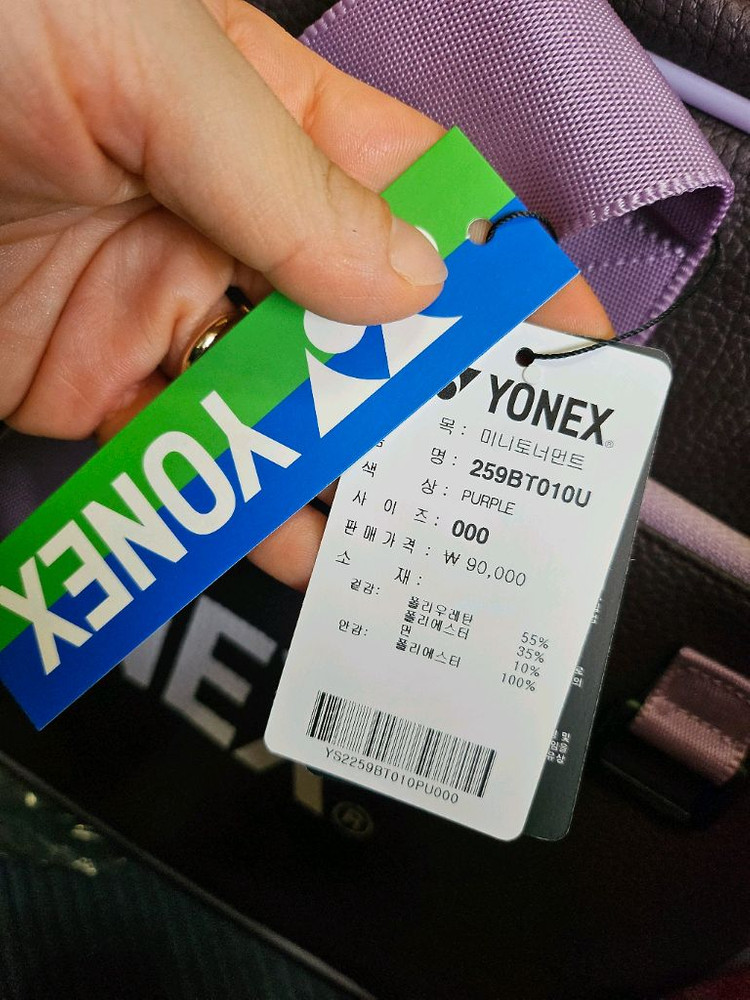 YONEX
YONEX®
목: 미니토너먼트
명: 259BT010U
색 상: PURPLE
사 이 즈: 000
판매가격: ₩ 90,000
소 재:
겉감: 폴리우레탄 55%
폴리에스터 35%
면 10%
안감: 폴리에스터 100%
YS2259BT010PU000
NEX®